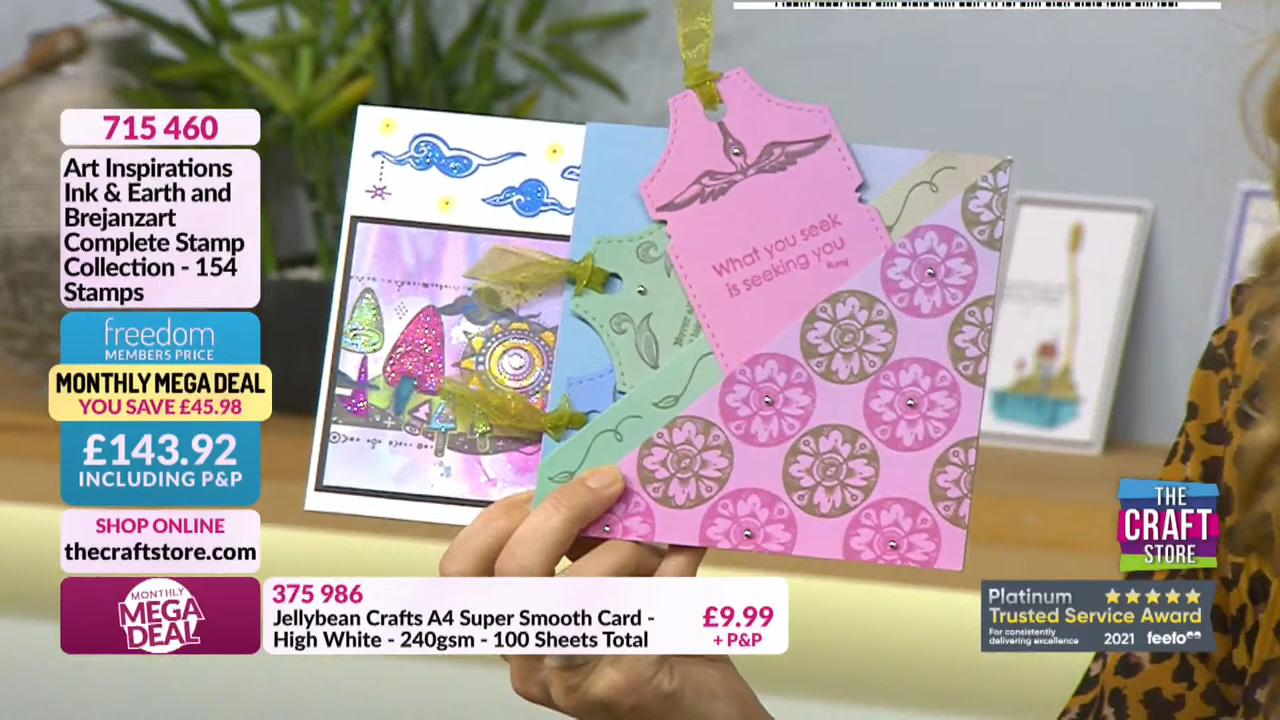 715 460
Art Inspirations
Ink & Earth and
Brejanzart
Complete Stamp
Collection - 154
Stamps
freedom
MEMBERS PRICE
MONTHLY MEGA DEAL
YOU SAVE £45.98
£143.92
INCLUDING P&P
SHOP ONLINE
thecraftstore.com
MONTHLY
MEGA
DEAL
375 986
Jellybean Crafts A4 Super Smooth Card -
High White - 240gsm - 100 Sheets Total
£9.99
+ P&P
What you seek
is seeking you
Rumi
THE
CRAFT
STORE
Platinum
Trusted Service Award
For consistently
delivering excellence
2021 feefo